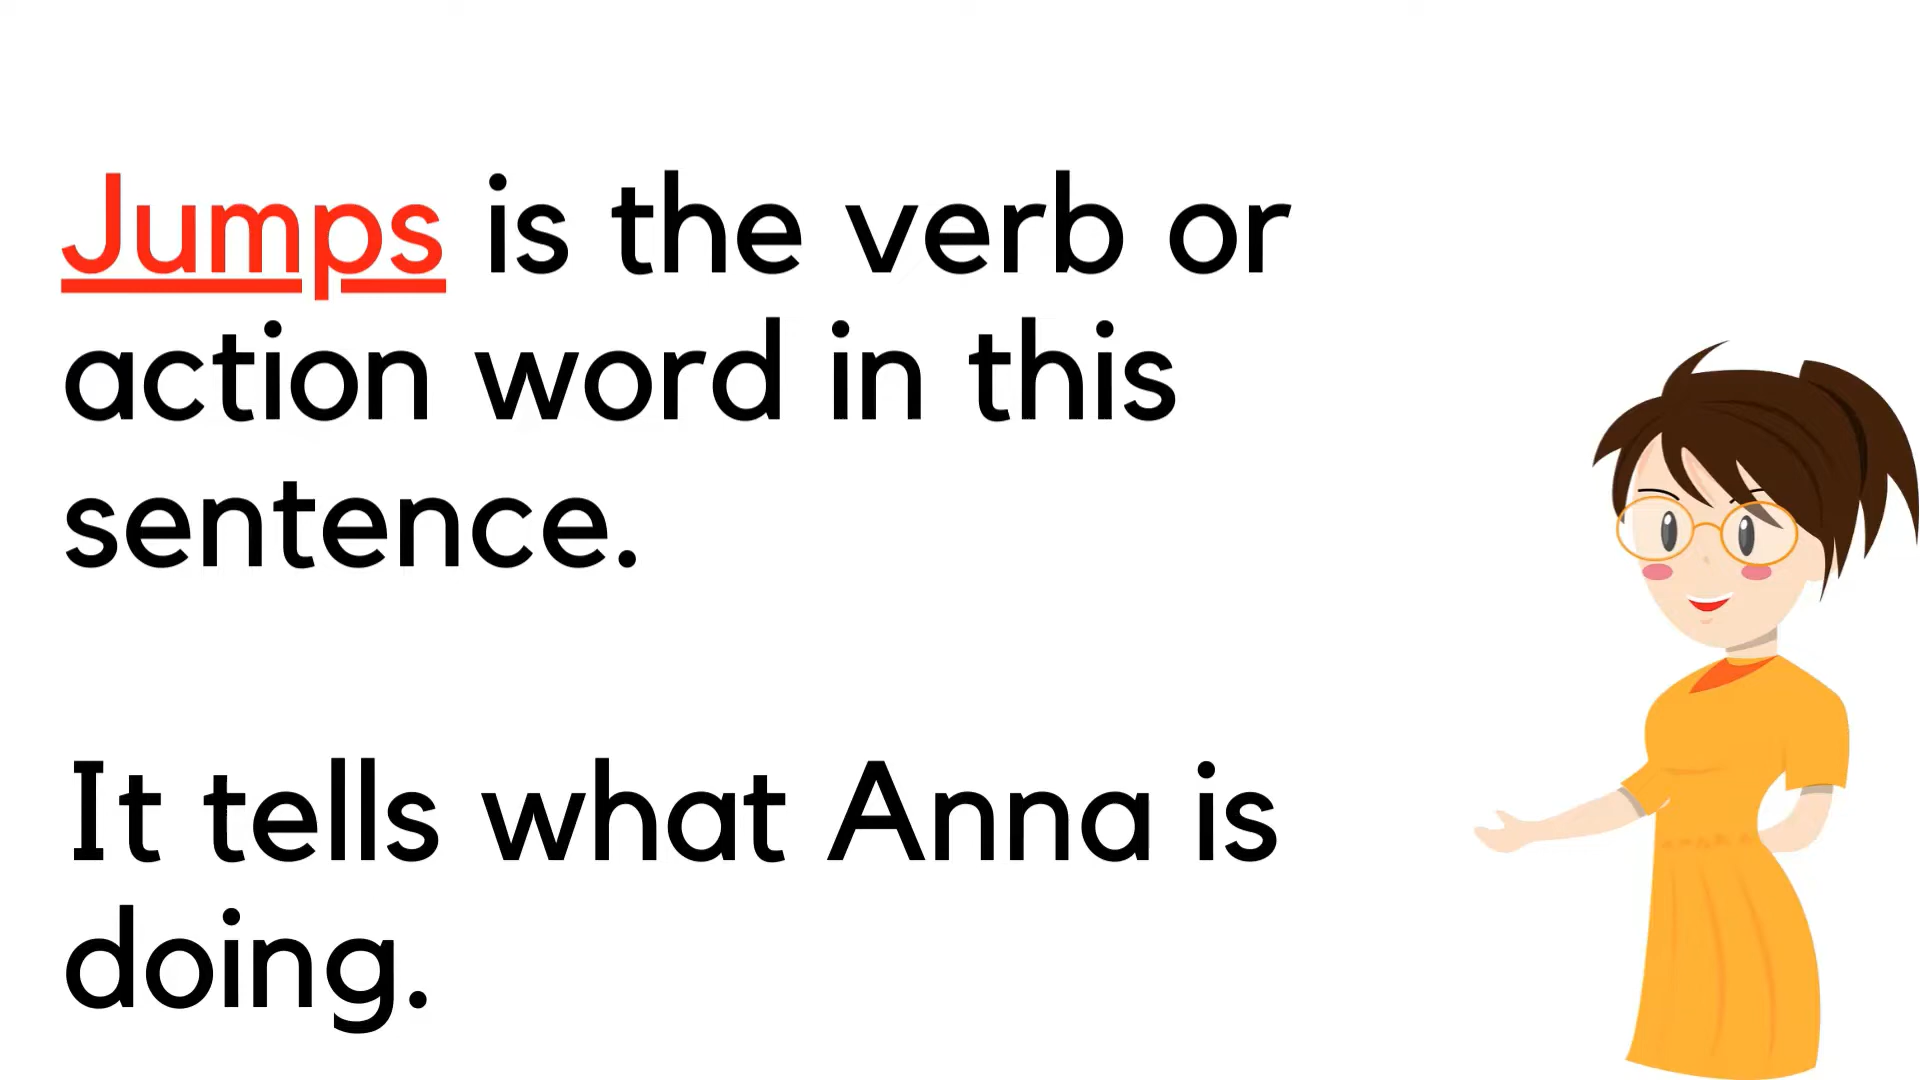 Jumps is the verb or
action word in this
sentence.
It tells what Anna is
doing.